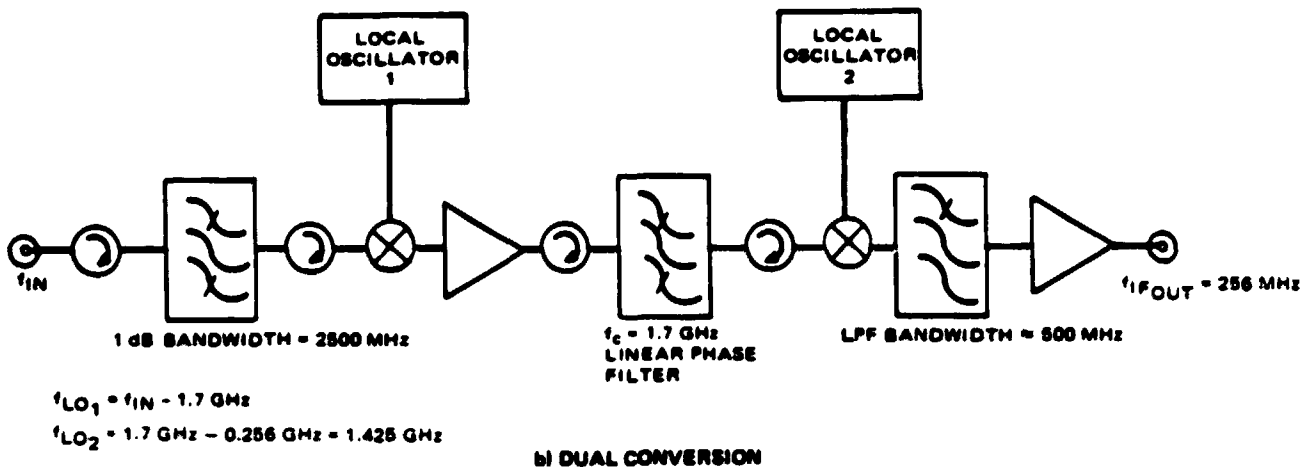 LOCAL
OSCILLATOR
1
LOCAL
OSCILLATOR
2
fIN
fIFOUT = 256 MHz
1 dB BANDWIDTH = 2500 MHz
fc = 1.7 GHz
LINEAR PHASE
FILTER
LPF BANDWIDTH ≈ 500 MHz
fLO1 = fIN - 1.7 GHz
fLO2 = 1.7 GHz - 0.256 GHz = 1.425 GHz
b) DUAL CONVERSION